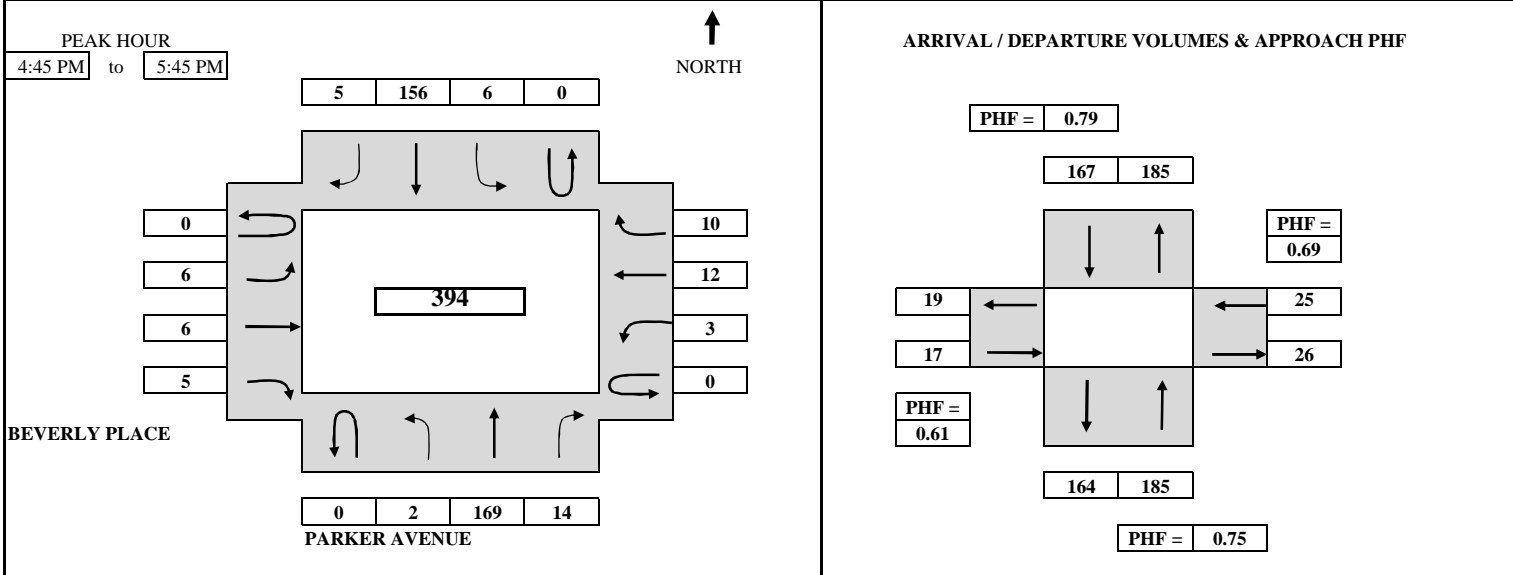 PEAK HOUR
4:45 PM to 5:45 PM
NORTH
5 156 6 0
0 10
6 12
394
6 3
5 0
BEVERLY PLACE
0 2 169 14
PARKER AVENUE
ARRIVAL / DEPARTURE VOLUMES & APPROACH PHF
PHF = 0.79
167 185
PHF =
0.69
19 25
17 26
PHF =
0.61
164 185
PHF = 0.75